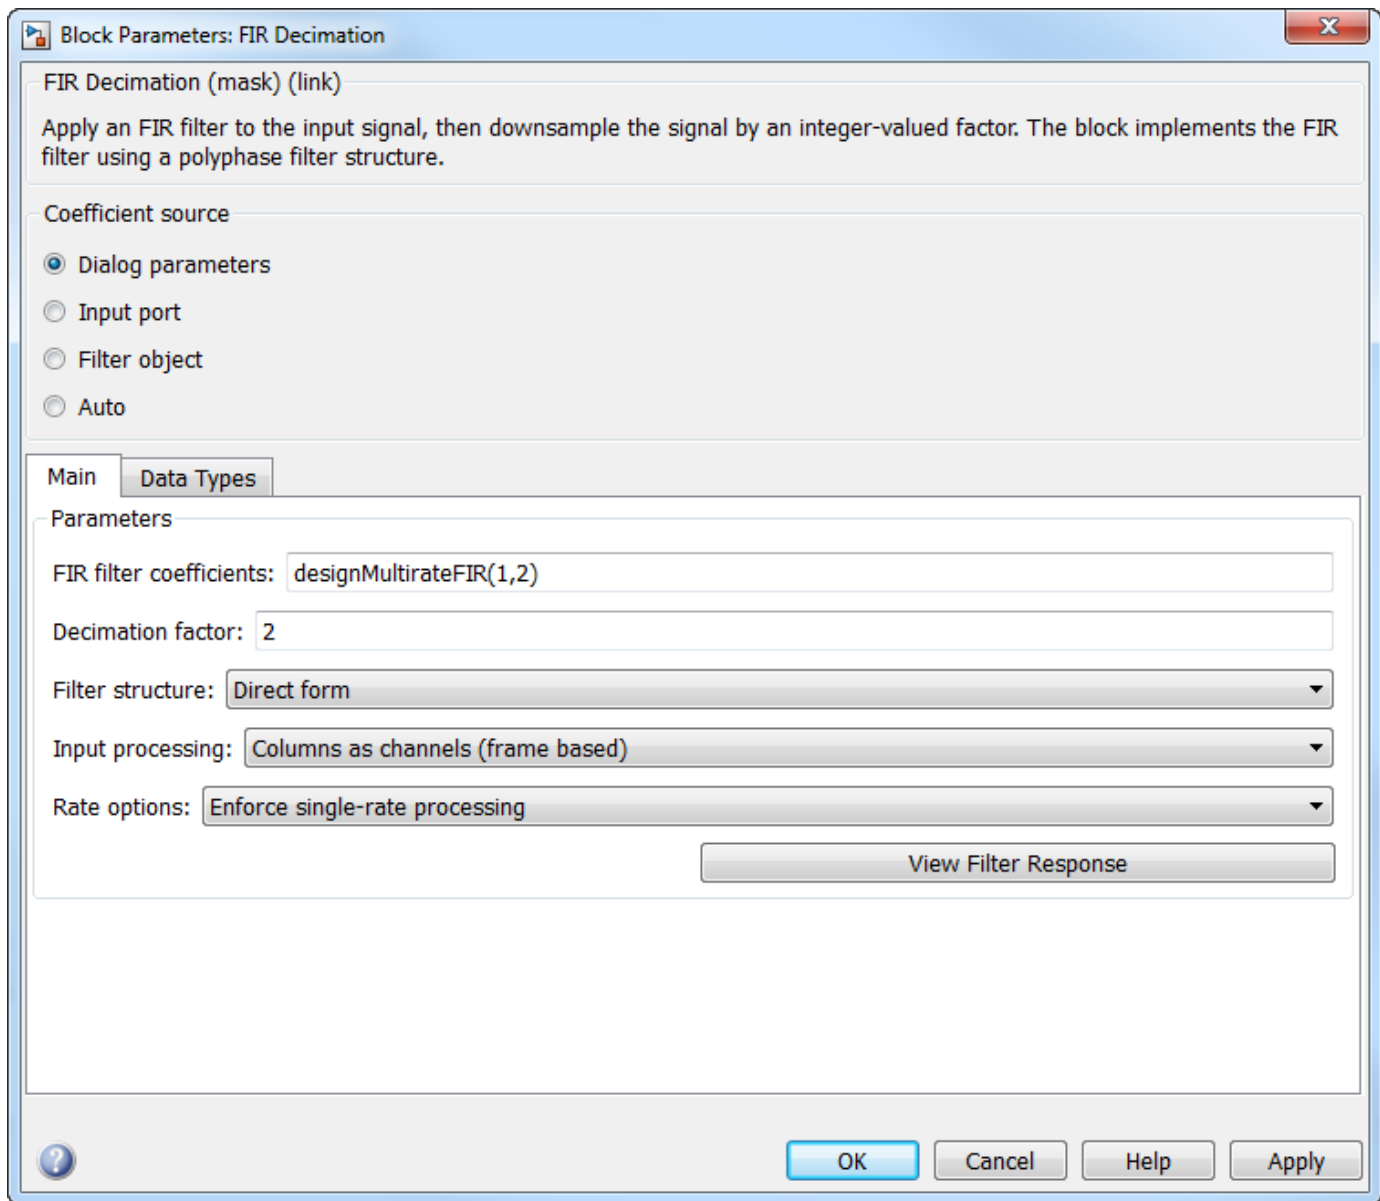 Block Parameters: FIR Decimation
FIR Decimation (mask) (link)
Apply an FIR filter to the input signal, then downsample the signal by an integer-valued factor. The block implements the FIR
filter using a polyphase filter structure.
Coefficient source
Dialog parameters
Input port
Filter object
Auto
Main Data Types
Parameters
FIR filter coefficients: designMultirateFIR(1,2)
Decimation factor: 2
Filter structure: Direct form
Input processing: Columns as channels (frame based)
Rate options: Enforce single-rate processing
View Filter Response
? OK Cancel Help Apply